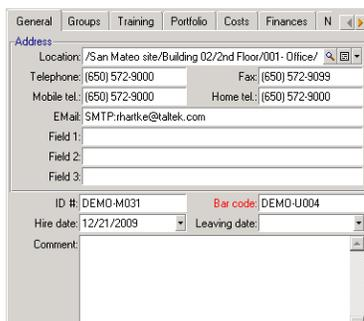 General Groups Training Portfolio Costs Finances N
Address
Location: /San Mateo site/Building 02/2nd Floor/001- Office/
Telephone: (650) 572-9000 Fax: (650) 572-9099
Mobile tel.: (650) 572-9000 Home tel.: (650) 572-9000
EMail: SMTP:rhartke@taltek.com
Field 1:
Field 2:
Field 3:
ID #: DEMO-M031 Bar code: DEMO-U004
Hire date: 12/21/2009 Leaving date:
Comment: